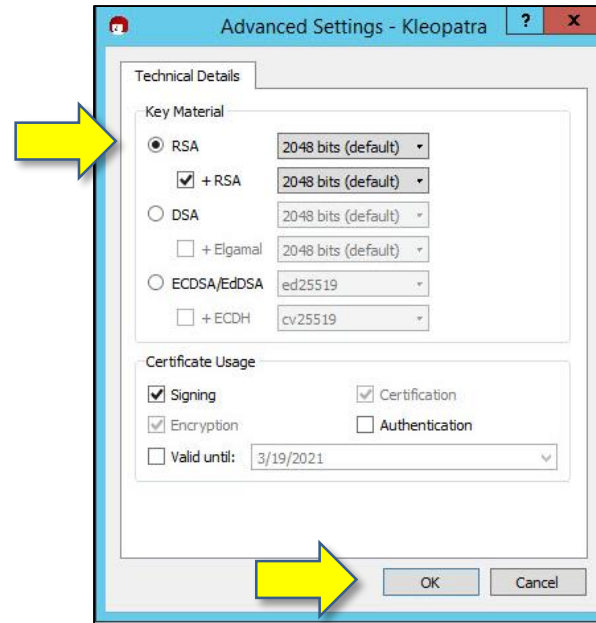 Advanced Settings - Kleopatra ? x
Technical Details
Key Material
RSA 2048 bits (default)
+ RSA 2048 bits (default)
DSA 2048 bits (default)
+ Elgamal 2048 bits (default)
ECDSA/EdDSA ed25519
+ ECDH cv25519
Certificate Usage
Signing Certification
Encryption Authentication
Valid until: 3/19/2021
OK Cancel